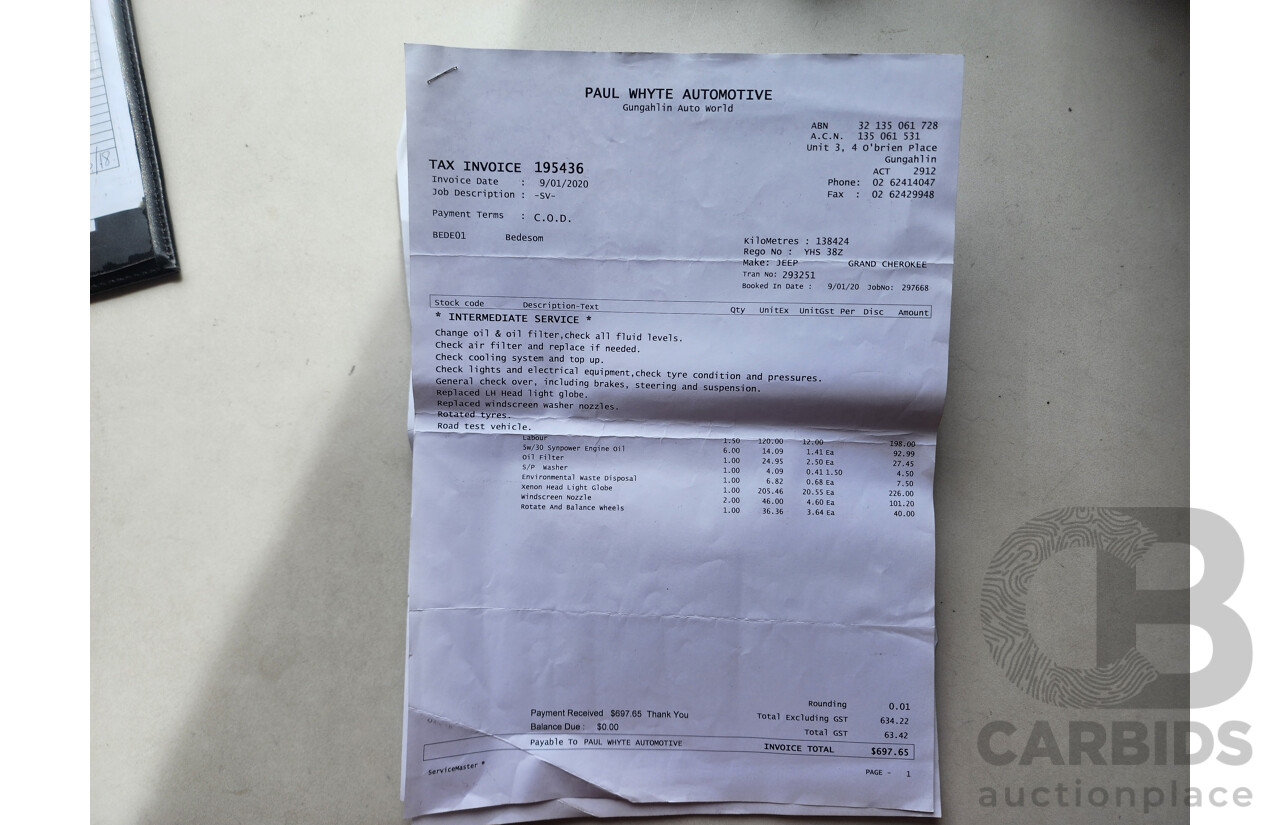 PAUL WHYTE AUTOMOTIVE
Gungahlin Auto World
ABN 32 135 061 728
A.C.N. 135 061 531
Unit 3, 4 O'brien Place
Gungahlin
ACT 2912
Phone: 02 62414047
Fax : 02 62429948
TAX INVOICE 195436
Invoice Date : 9/01/2020
Job Description : -SV-
Payment Terms : C.O.D.
BEDE01 Bedesom
KiloMetres : 138424
Rego No : YHS 38Z
Make: JEEP GRAND CHEROKEE
Tran No: 293251
Booked In Date : 9/01/20 JobNo: 297668
Stock code Description-Text Qty UnitEx UnitGst Per Disc Amount
* INTERMEDIATE SERVICE *
Change oil & oil filter,check all fluid levels.
Check air filter and replace if needed.
Check cooling system and top up.
Check lights and electrical equipment,check tyre condition and pressures.
General check over, including brakes, steering and suspension.
Replaced LH Head light globe.
Replaced windscreen washer nozzles.
Rotated tyres.
Road test vehicle.
Labour 1.50 120.00 12.00 198.00
5w/30 Synpower Engine Oil 6.00 14.09 1.41 Ea 92.99
Oil Filter 1.00 24.95 2.50 Ea 27.45
S/P Washer 1.00 4.09 0.41 1.50 4.50
Environmental Waste Disposal 1.00 6.82 0.68 Ea 7.50
Xenon Head Light Globe 1.00 205.46 20.55 Ea 226.00
Windscreen Nozzle 2.00 46.00 4.60 Ea 101.20
Rotate And Balance Wheels 1.00 36.36 3.64 Ea 40.00
Rounding 0.01
Payment Received $697.65 Thank You
Total Excluding GST 634.22
Balance Due : $0.00
Total GST 63.42
Payable To PAUL WHYTE AUTOMOTIVE
INVOICE TOTAL $697.65
ServiceMaster *
PAGE - 1
CB
CARBIDS
auctionplace